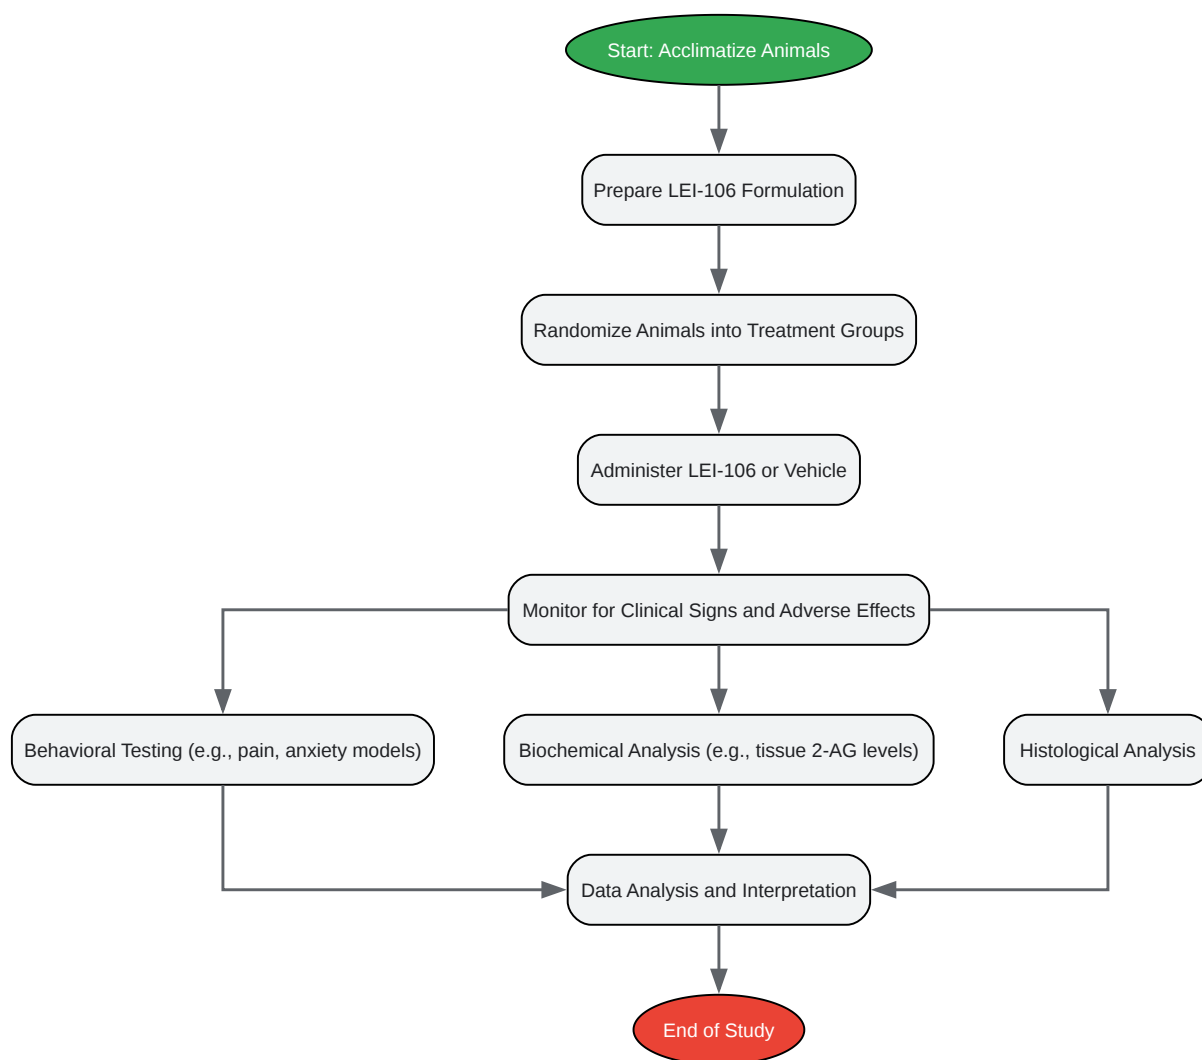 Start: Acclimatize Animals
Prepare LEI-106 Formulation
Randomize Animals into Treatment Groups
Administer LEI-106 or Vehicle
Monitor for Clinical Signs and Adverse Effects
Behavioral Testing (e.g., pain, anxiety models)
Biochemical Analysis (e.g., tissue 2-AG levels)
Histological Analysis
Data Analysis and Interpretation
End of Study